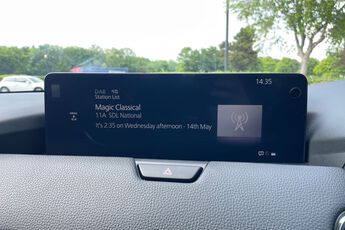 14:35
DAB
Station List
Magic Classical
11A SDL National
It's 2:35 on Wednesday afternoon - 14th May